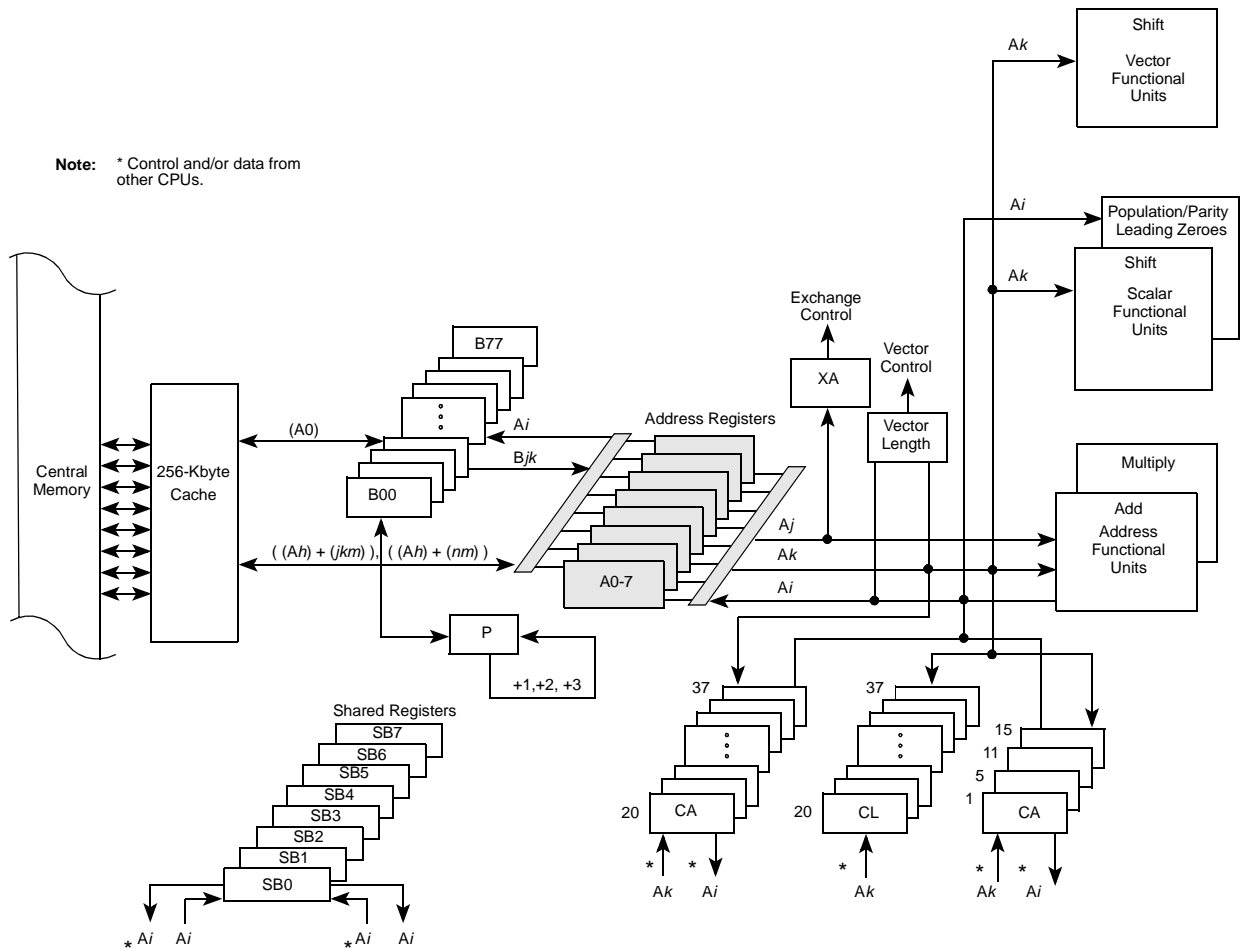 Shift
Vector
Functional
Units
Ak
Note: * Control and/or data from
other CPUs.
Ai
Population/Parity
Leading Zeroes
Ak
Shift
Scalar
Functional
Units
Exchange
Control
XA
Vector
Control
Vector
Length
B77
(A0)
Ai
Bjk
B00
Address Registers
Central
Memory
256-Kbyte
Cache
Multiply
Add
Address
Functional
Units
Aj
Ak
Ai
( (Ah) + (jkm) ), ( (Ah) + (nm) )
A0-7
P
+1,+2, +3
37
37
15
11
5
1
20
CA
20
CL
CA
* *
Ak Ai
*
Ak
* *
Ak Ai
Shared Registers
SB7
SB6
SB5
SB4
SB3
SB2
SB1
SB0
* Ai Ai * Ai Ai